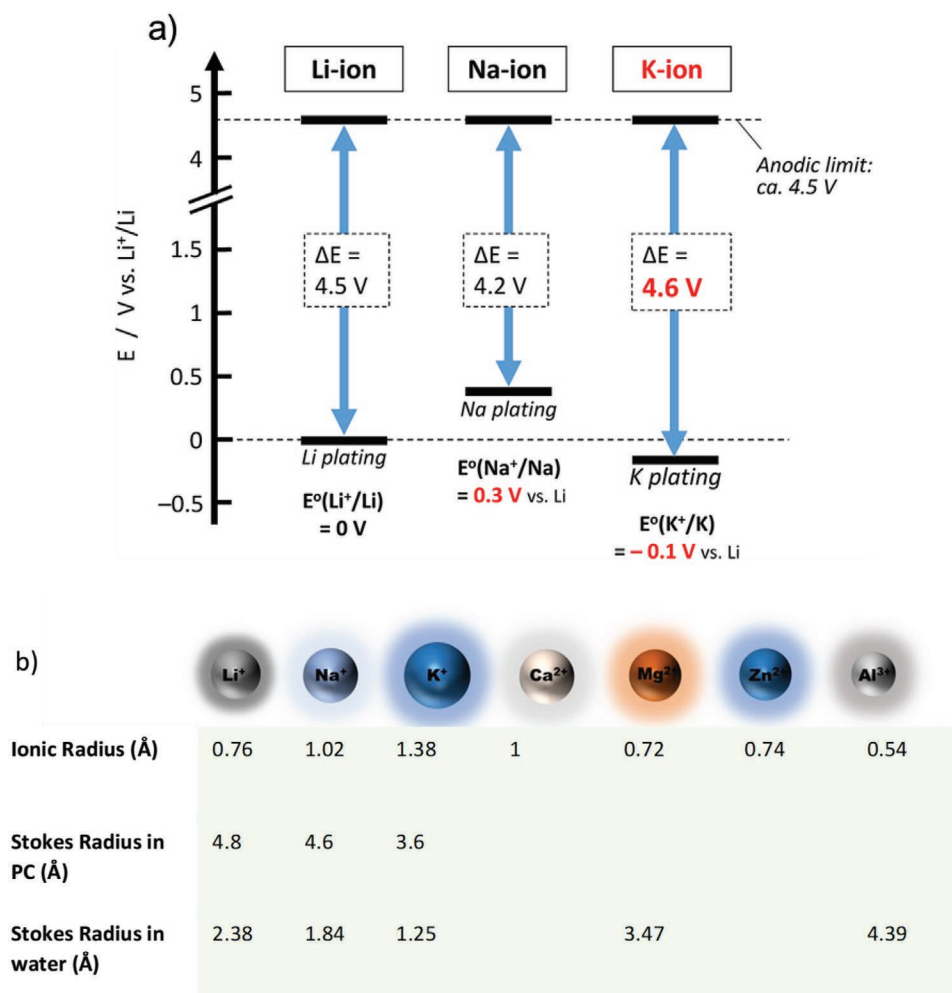 a)
Li-ion Na-ion K-ion
5
4
1.5
1
0.5
0
–0.5
E / V vs. Li⁺/Li
Anodic limit:
ca. 4.5 V
ΔE =
4.5 V
ΔE =
4.2 V
ΔE =
4.6 V
Li plating
Na plating
K plating
Eº(Li⁺/Li)
= 0 V
Eº(Na⁺/Na)
= 0.3 V vs. Li
Eº(K⁺/K)
= – 0.1 V vs. Li
b)
Li⁺ Na⁺ K⁺ Ca²⁺ Mg²⁺ Zn²⁺ Al³⁺
Ionic Radius (Å) 0.76 1.02 1.38 1 0.72 0.74 0.54
Stokes Radius in
PC (Å)
4.8 4.6 3.6
Stokes Radius in
water (Å)
2.38 1.84 1.25 3.47 4.39